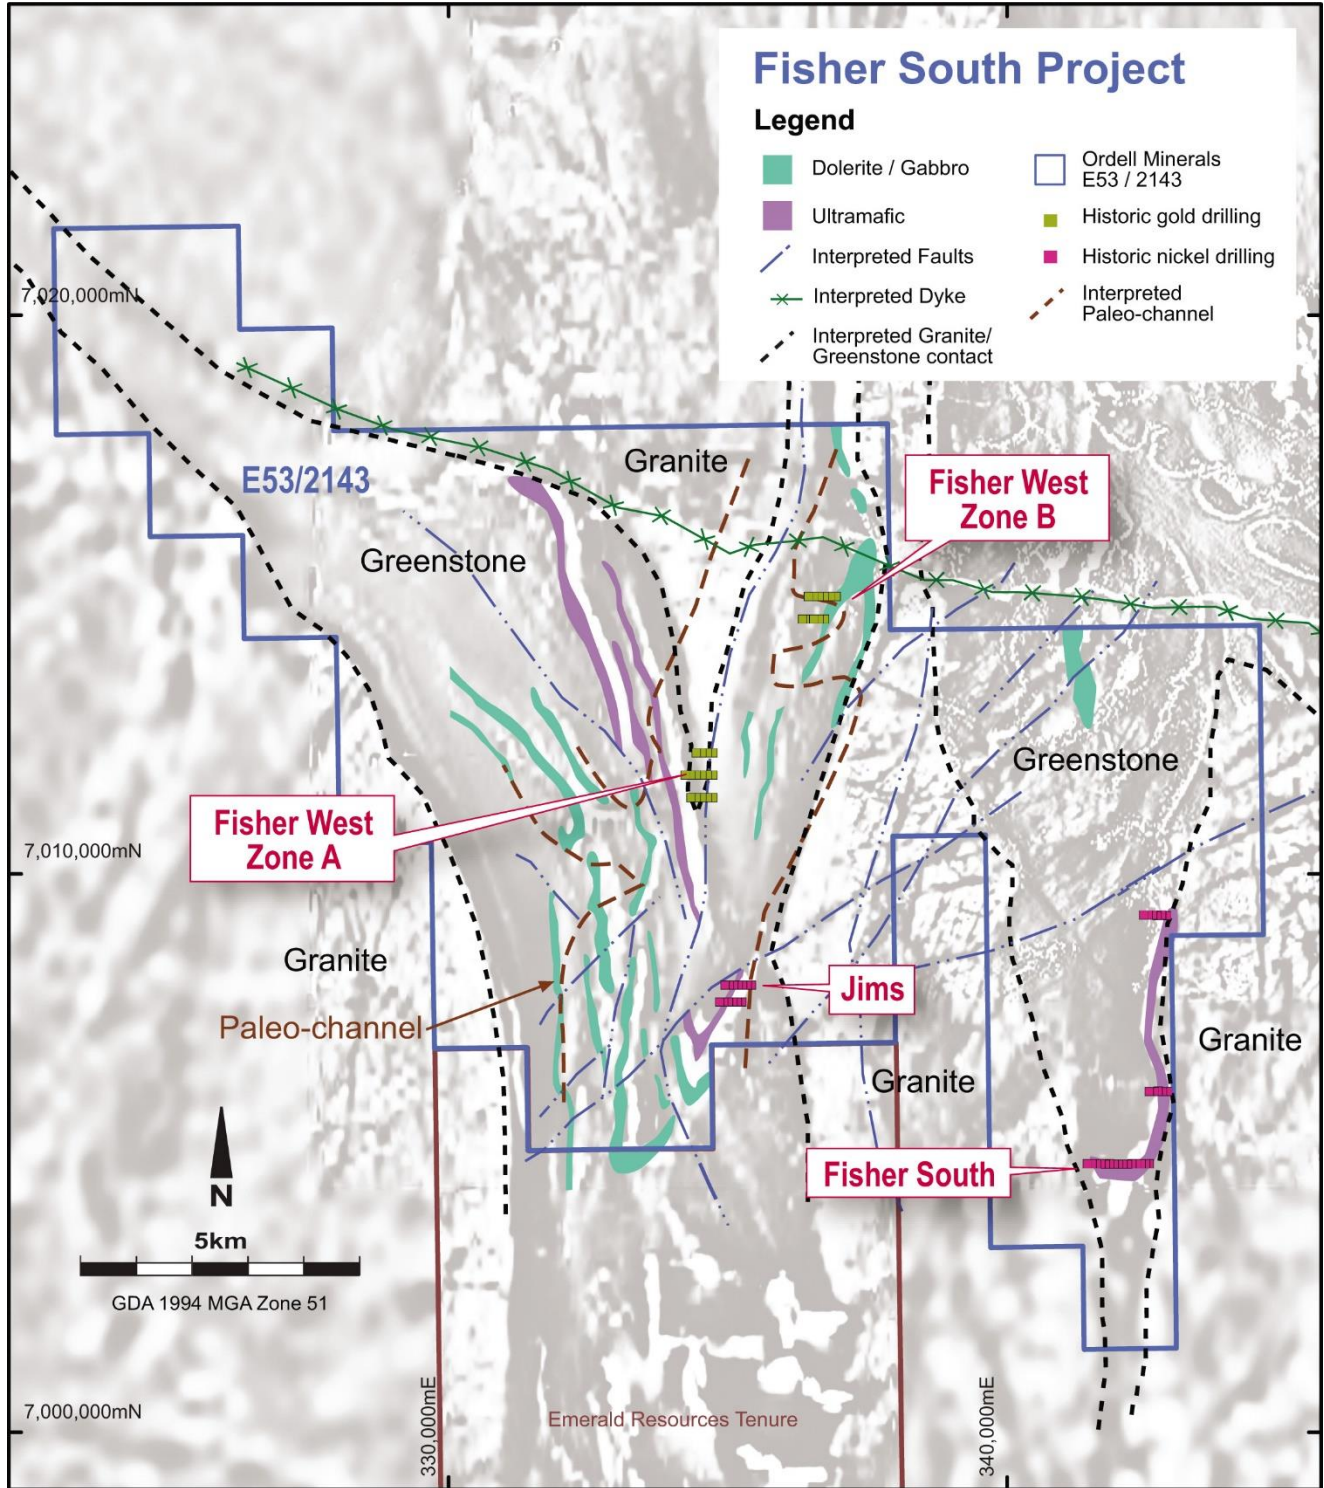 Fisher South Project
Legend
Dolerite / Gabbro
Ultramafic
Interpreted Faults
Interpreted Dyke
Interpreted Granite/
Greenstone contact
Ordell Minerals
E53 / 2143
Historic gold drilling
Historic nickel drilling
Interpreted
Paleo-channel
7,020,000mN
E53/2143
Granite
Fisher West
Zone B
Greenstone
Greenstone
Fisher West
Zone A
7,010,000mN
Granite
Jims
Paleo-channel
Granite
Granite
Fisher South
N
5km
GDA 1994 MGA Zone 51
7,000,000mN
330,000mE
Emerald Resources Tenure
340,000mE